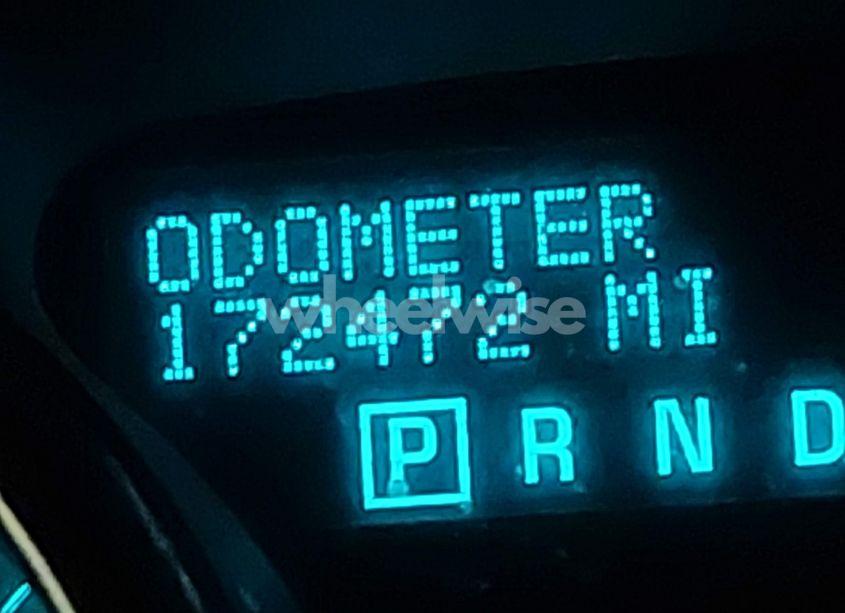 ODOMETER
172472 MI
wheelwise
P R N D